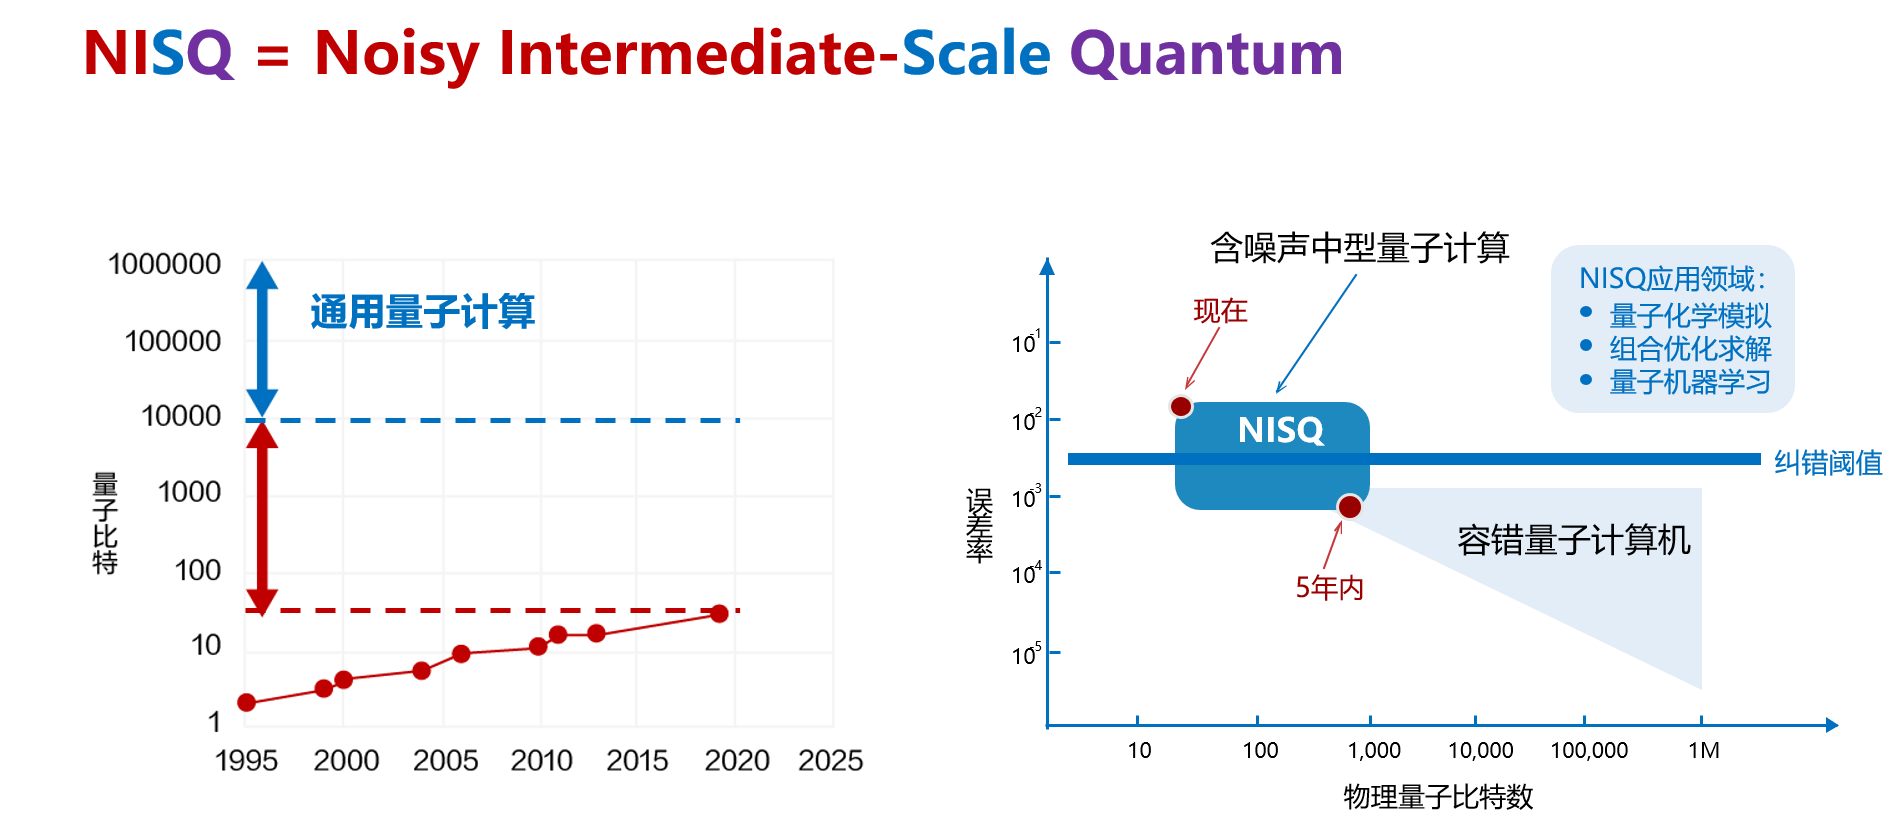 NISQ = Noisy Intermediate-Scale Quantum
1000000
100000
10000
1000
100
10
1
通用量子计算
量子比特
1995 2000 2005 2010 2015 2020 2025
含噪声中型量子计算
现在
NISQ应用领域：
• 量子化学模拟
• 组合优化求解
• 量子机器学习
10-1
10-2
10-3
10-4
10-5
NISQ
纠错阈值
误差率
容错量子计算机
5年内
10 100 1,000 10,000 100,000 1M
物理量子比特数